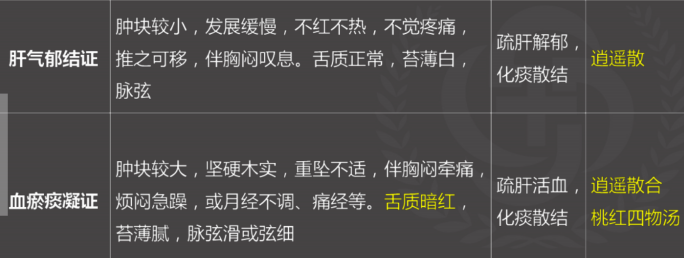 肿块较小，发展缓慢，不红不热，不觉疼痛，
肝气郁结证
推之可移，伴胸闷叹息。舌质正常，苔薄白，
脉弦
疏肝解郁，
化痰散结
逍遥散
肿块较大，坚硬木实，重坠不适，伴胸闷牵痛，
血瘀痰凝证
烦闷急躁，或月经不调、痛经等。舌质暗红，
苔薄腻，脉弦滑或弦细
疏肝活血，
化痰散结
逍遥散合
桃红四物汤